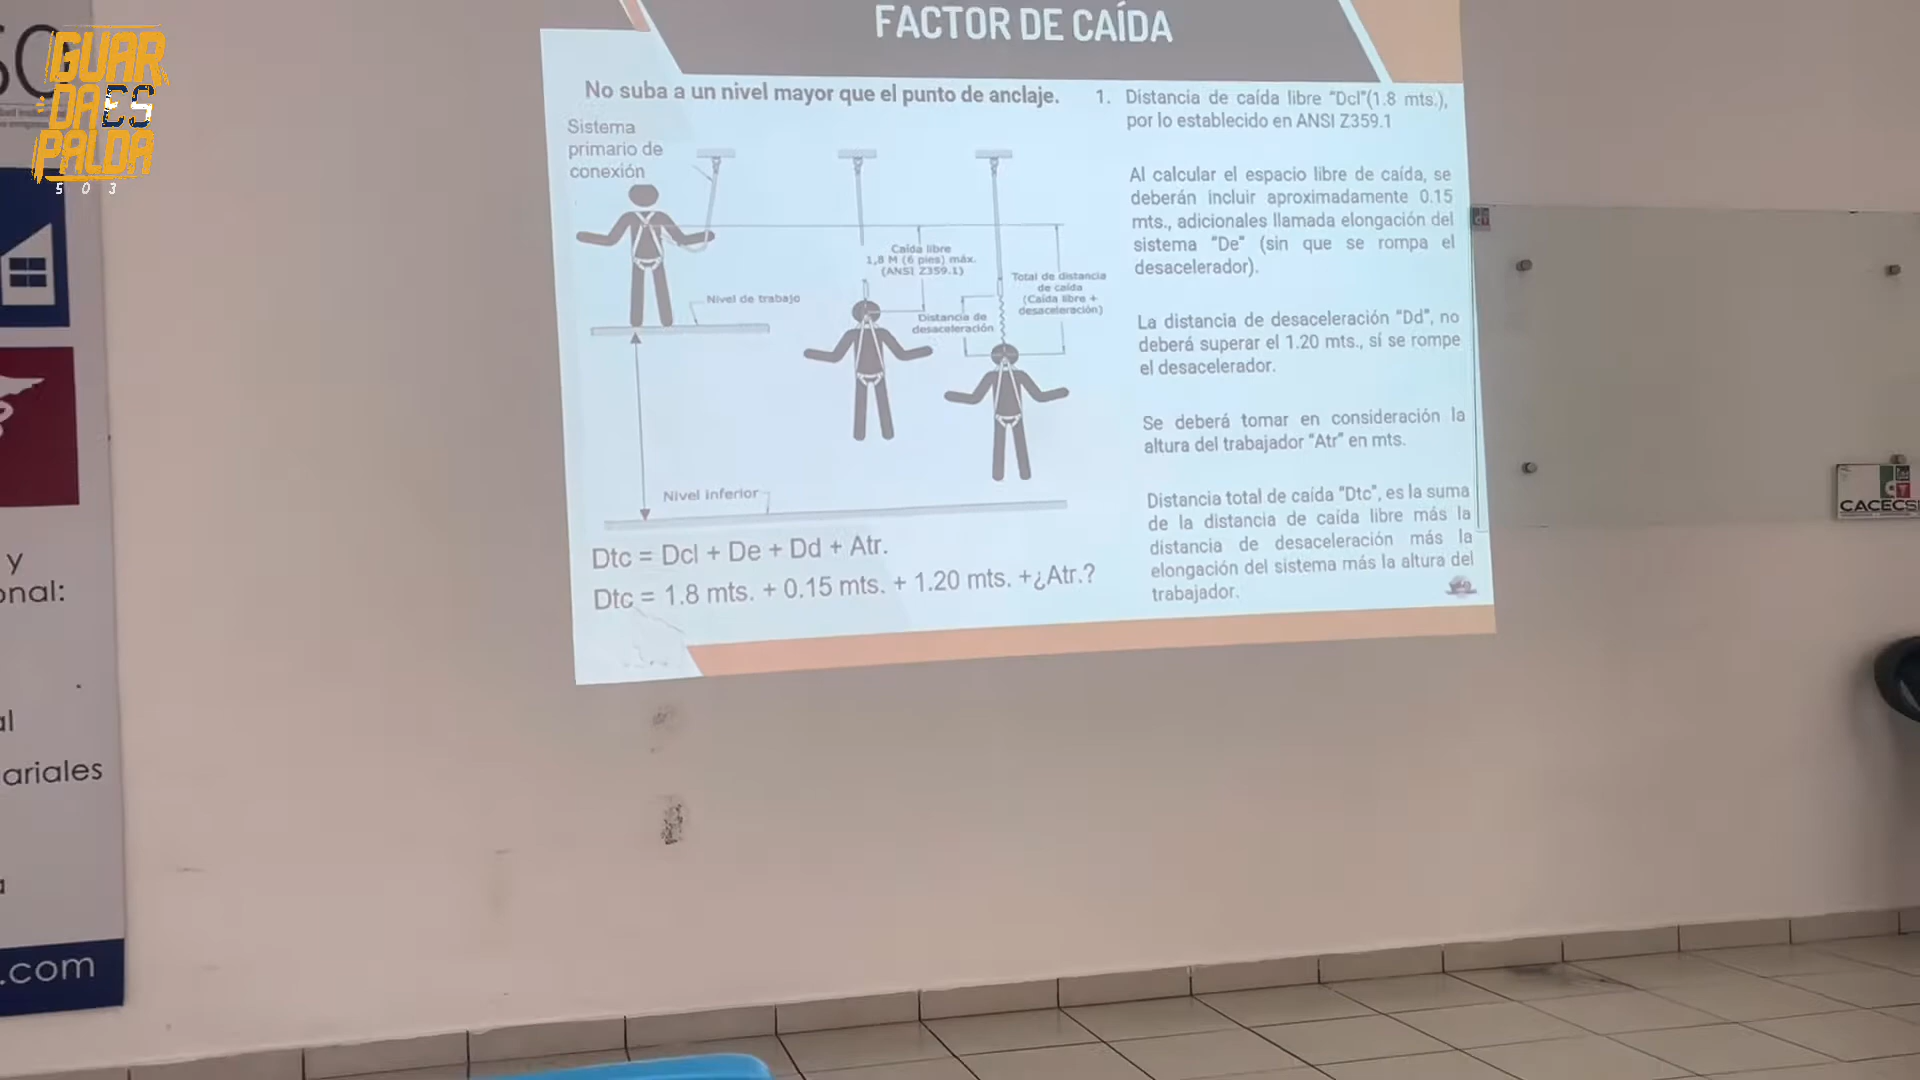 GUAR
DAES
PALDA
503
FACTOR DE CAÍDA
No suba a un nivel mayor que el punto de anclaje.
Sistema
primario de
conexión
Caída libre
1,8 M (6 pies) máx.
(ANSI Z359.1)
Total de distancia
de caída
(Caída libre +
desaceleración)
Nivel de trabajo
Distancia de
desaceleración
Nivel inferior
Dtc = Dcl + De + Dd + Atr.
Dtc = 1.8 mts. + 0.15 mts. + 1.20 mts. +¿Atr.?
1. Distancia de caída libre "Dcl"(1.8 mts.),
por lo establecido en ANSI Z359.1
Al calcular el espacio libre de caída, se
deberán incluir aproximadamente 0.15
mts., adicionales llamada elongación del
sistema "De" (sin que se rompa el
desacelerador).
La distancia de desaceleración "Dd", no
deberá superar el 1.20 mts., sí se rompe
el desacelerador.
Se deberá tomar en consideración la
altura del trabajador "Atr" en mts.
Distancia total de caída "Dtc", es la suma
de la distancia de caída libre más la
distancia de desaceleración más la
elongación del sistema más la altura del
trabajador.
y
onal:
al
ariales
a
.com
CACECSI